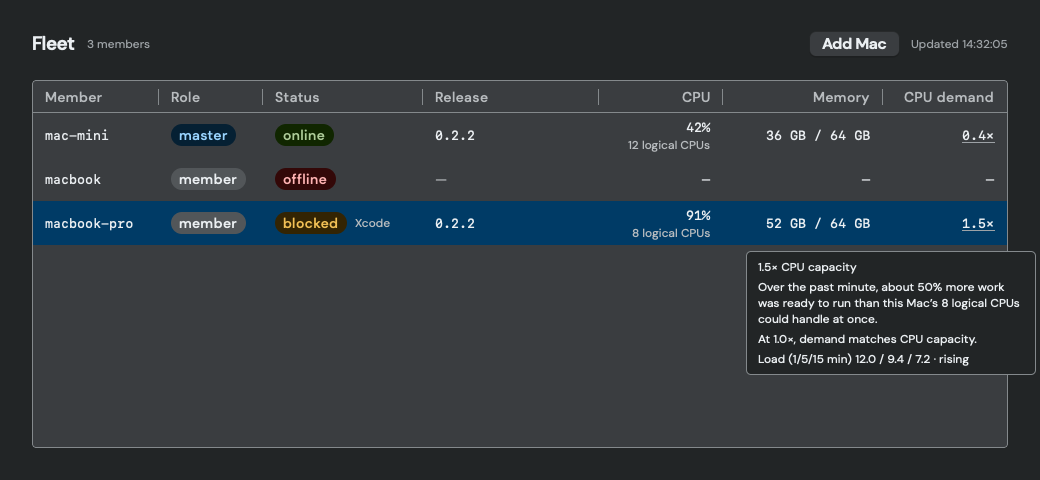 Fleet 3 members Add Mac Updated 14:32:05
Member Role Status Release CPU Memory CPU demand
mac-mini master online 0.2.2 42% 36 GB / 64 GB 0.4×
12 logical CPUs
macbook member offline — — — —
macbook-pro member blocked Xcode 0.2.2 91% 52 GB / 64 GB 1.5×
8 logical CPUs
1.5× CPU capacity
Over the past minute, about 50% more work
was ready to run than this Mac’s 8 logical CPUs
could handle at once.
At 1.0×, demand matches CPU capacity.
Load (1/5/15 min) 12.0 / 9.4 / 7.2 · rising